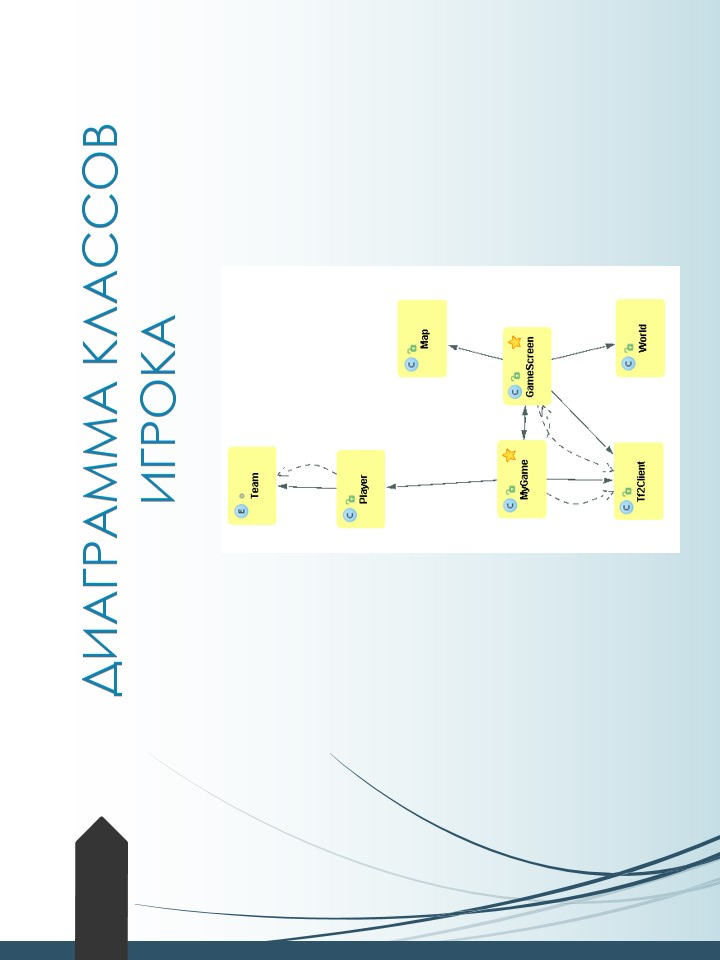 ДИАГРАММА КЛАССОВ
ИГРОКА
Team
E
Player
C
Map
C
MyGame
C
GameScreen
C
Tf2Client
C
World
C